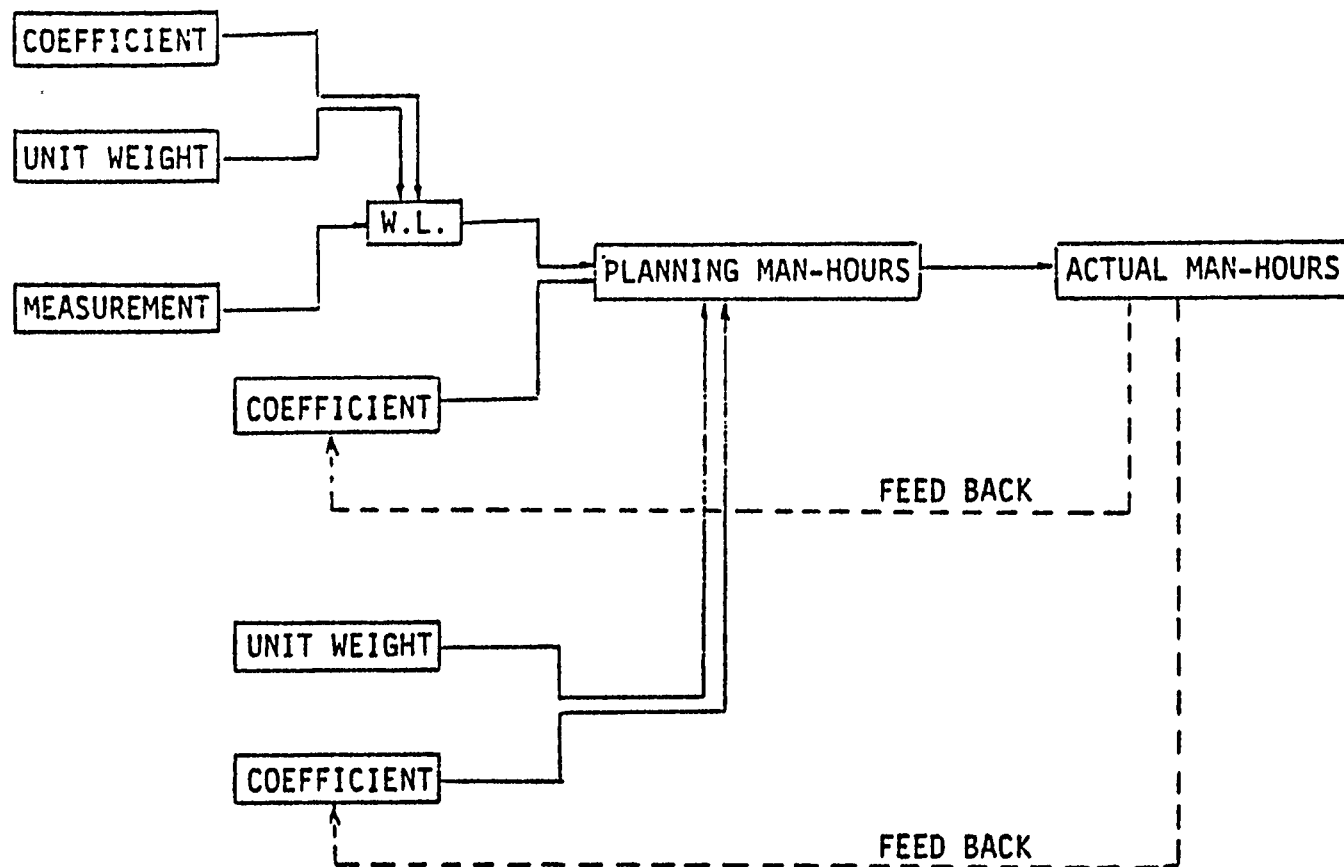 COEFFICIENT
UNIT WEIGHT
W.L.
MEASUREMENT
PLANNING MAN-HOURS
ACTUAL MAN-HOURS
COEFFICIENT
FEED BACK
UNIT WEIGHT
COEFFICIENT
FEED BACK